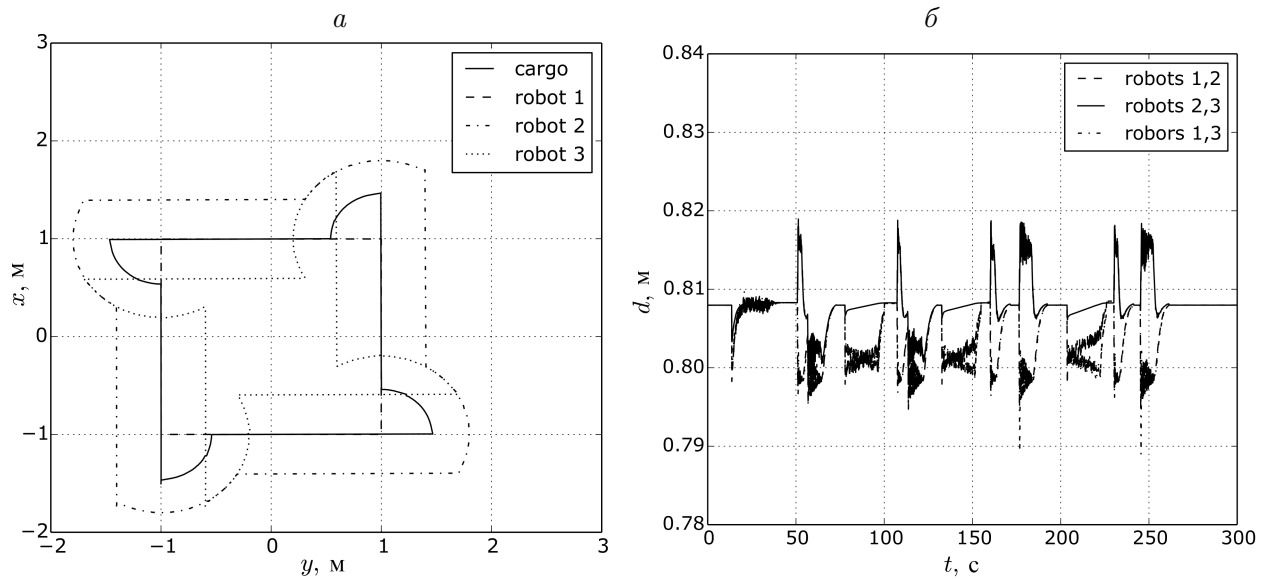 а
3
2
1
0
−1
−2
−2
−1
0
1
2
3
x, м
y, м
cargo
robot 1
robot 2
robot 3
б
0.84
0.83
0.82
0.81
0.80
0.79
0.78
0
50
100
150
200
250
300
d, м
t, с
robots 1,2
robots 2,3
robors 1,3